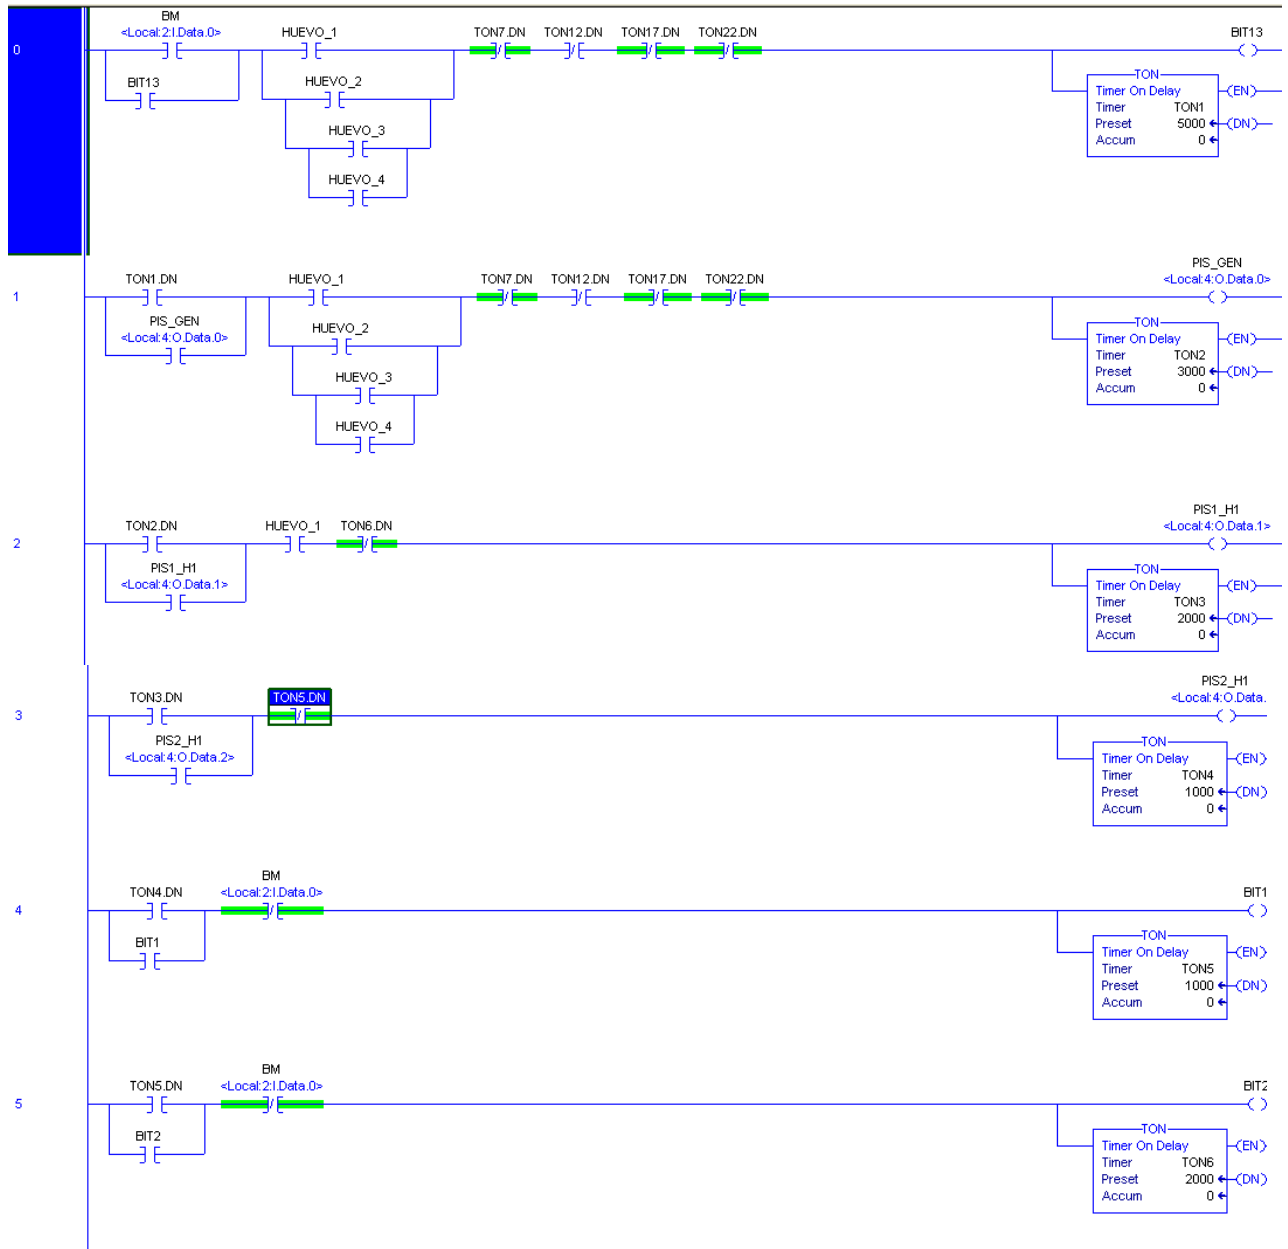 0
BM
<Local:2:I.Data.0>
BIT13
HUEVO_1
HUEVO_2
HUEVO_3
HUEVO_4
TON7.DN
TON12.DN
TON17.DN
TON22.DN
BIT13
TON
Timer On Delay
EN
Timer TON1
Preset 5000
DN
Accum 0
1
TON1.DN
PIS_GEN
<Local:4:O.Data.0>
HUEVO_1
HUEVO_2
HUEVO_3
HUEVO_4
TON7.DN
TON12.DN
TON17.DN
TON22.DN
PIS_GEN
<Local:4:O.Data.0>
TON
Timer On Delay
EN
Timer TON2
Preset 3000
DN
Accum 0
2
TON2.DN
PIS1_H1
<Local:4:O.Data.1>
HUEVO_1
TON6.DN
PIS1_H1
<Local:4:O.Data.1>
TON
Timer On Delay
EN
Timer TON3
Preset 2000
DN
Accum 0
3
TON3.DN
PIS2_H1
<Local:4:O.Data.2>
TON5.DN
PIS2_H1
<Local:4:O.Data.
TON
Timer On Delay
EN
Timer TON4
Preset 1000
DN
Accum 0
4
TON4.DN
BIT1
BM
<Local:2:I.Data.0>
BIT1
TON
Timer On Delay
EN
Timer TON5
Preset 1000
DN
Accum 0
5
TON5.DN
BIT2
BM
<Local:2:I.Data.0>
BIT2
TON
Timer On Delay
EN
Timer TON6
Preset 2000
DN
Accum 0